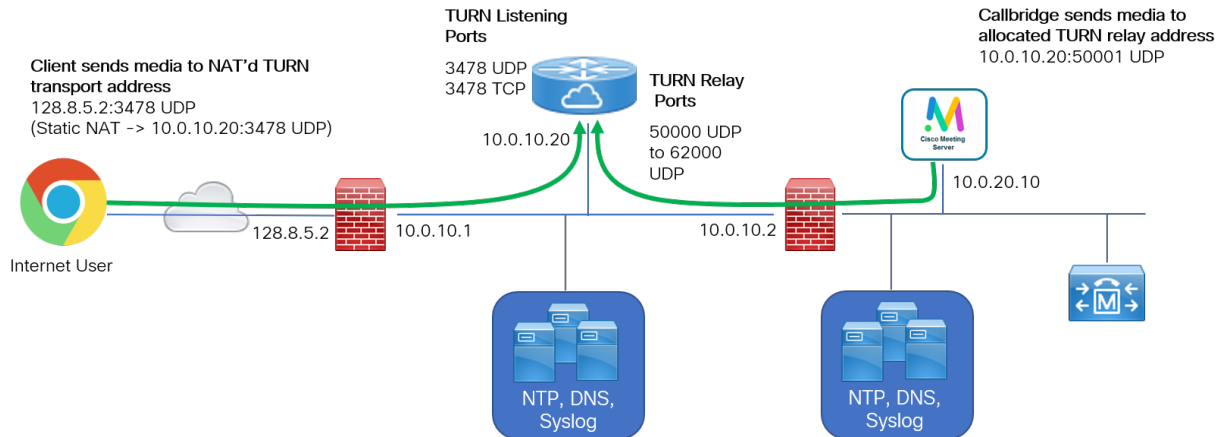 TURN Listening
Ports
3478 UDP
3478 TCP
Callbridge sends media to
allocated TURN relay address
10.0.10.20:50001 UDP
Client sends media to NAT'd TURN
transport address
128.8.5.2:3478 UDP
(Static NAT -> 10.0.10.20:3478 UDP)
TURN Relay
Ports
50000 UDP
to 62000
UDP
10.0.10.20
Cisco Meeting
Server
10.0.20.10
128.8.5.2
10.0.10.1
10.0.10.2
Internet User
M
NTP, DNS,
Syslog
NTP, DNS,
Syslog